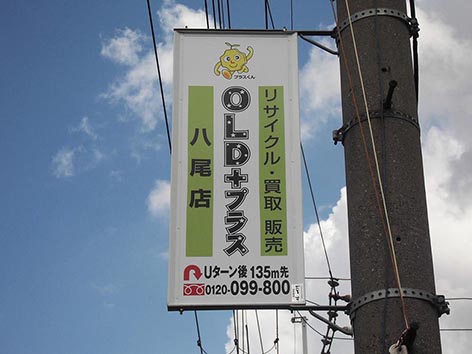 プラスくん
リサイクル・買取 販売
OLD+プラス
八尾店
Uターン後 135m先
0120-099-800